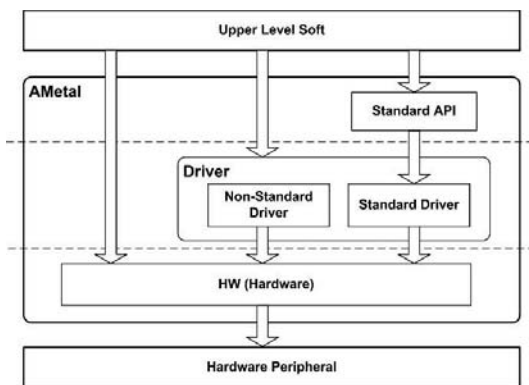 Upper Level Soft
AMetal
Standard API
Driver
Non-Standard
Driver
Standard Driver
HW (Hardware)
Hardware Peripheral